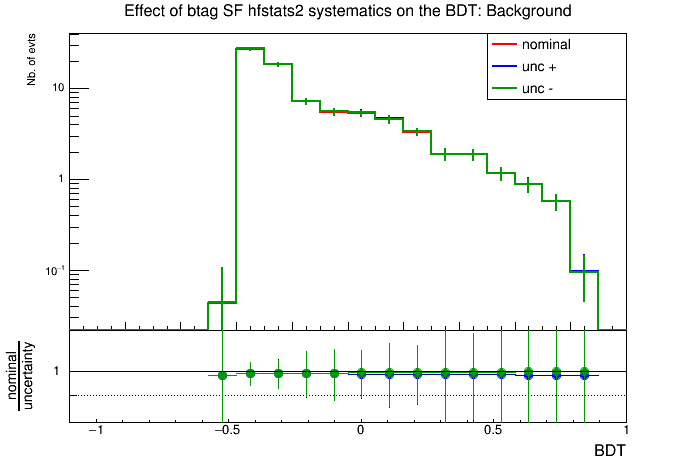 Effect of btag SF hfstats2 systematics on the BDT: Background
Nb. of evts
nominal
unc +
unc -
10
1
10⁻¹
nominal
uncertainty
1
−1
−0.5
0
0.5
1
BDT